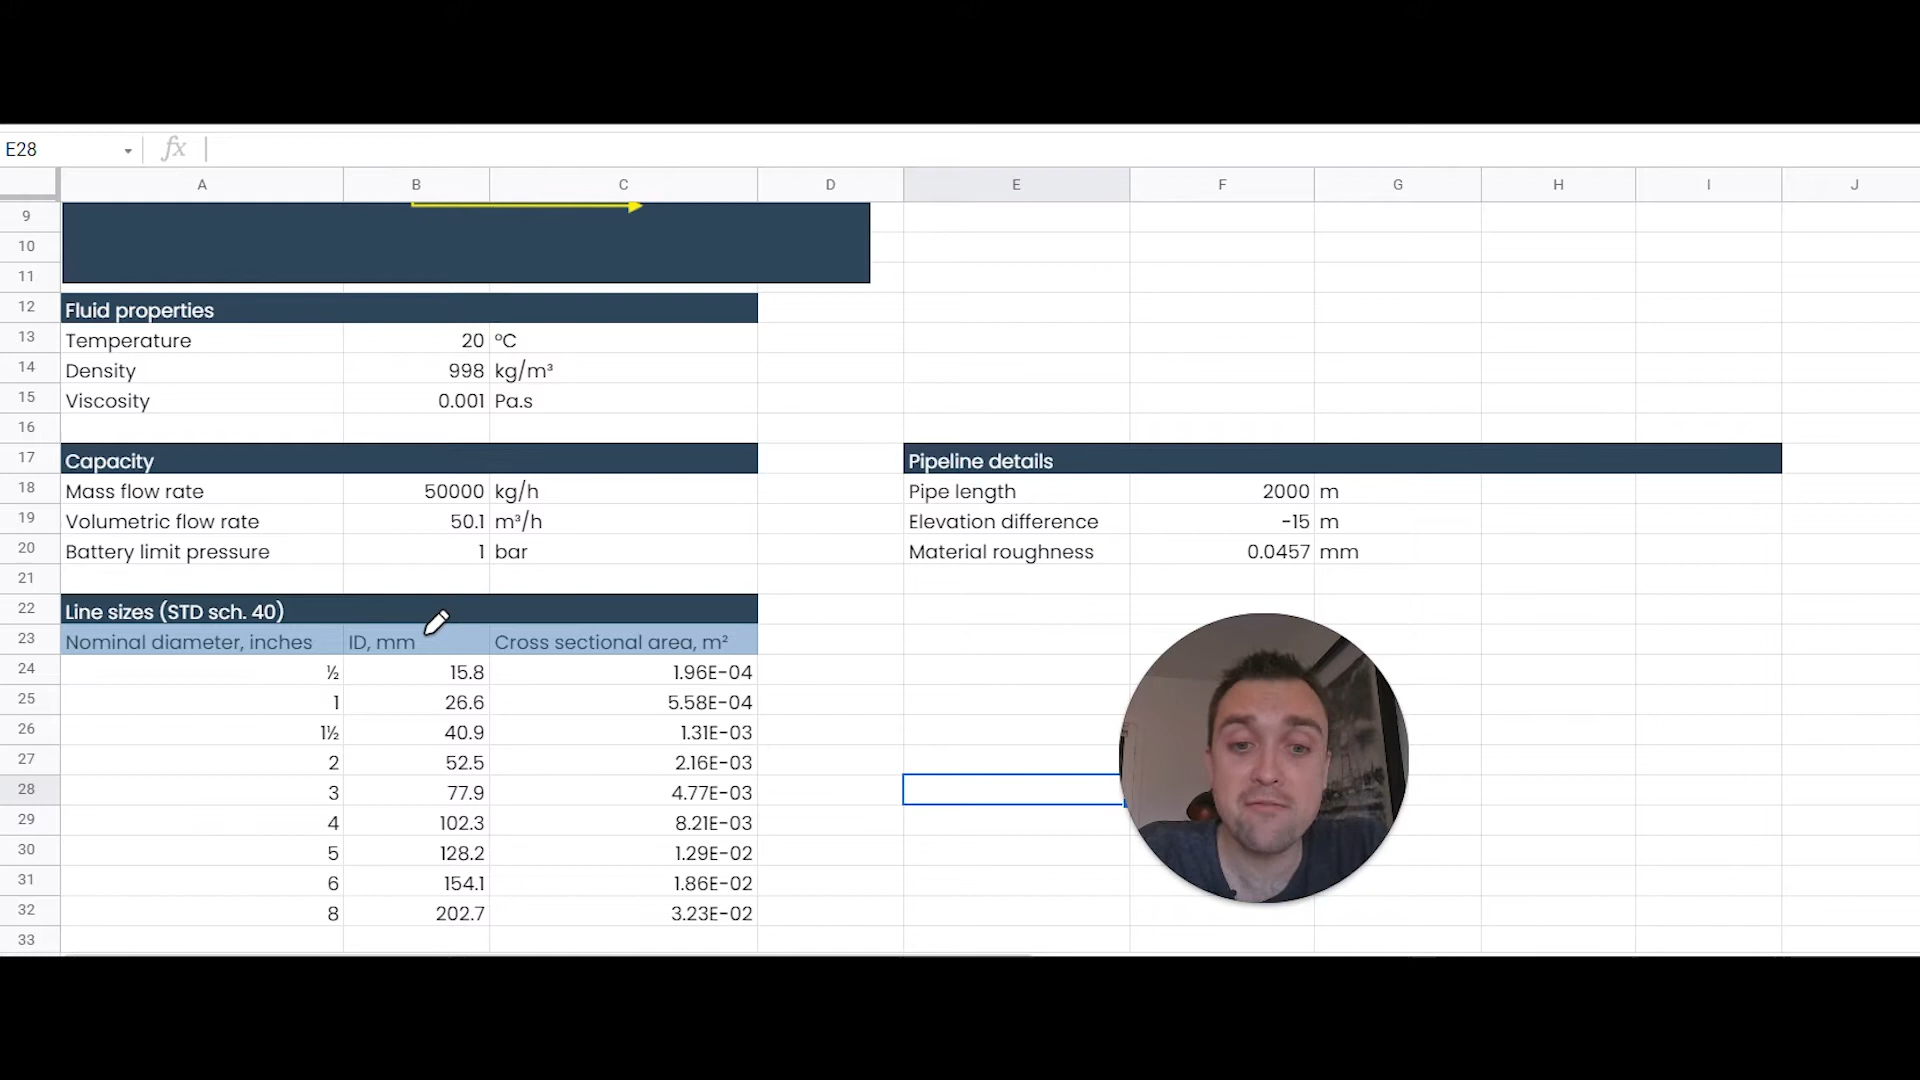 E28 fx
A B C D E F G H I J
9
10
11
12 Fluid properties
13 Temperature 20 °C
14 Density 998 kg/m³
15 Viscosity 0.001 Pa.s
16
17 Capacity Pipeline details
18 Mass flow rate 50000 kg/h Pipe length 2000 m
19 Volumetric flow rate 50.1 m³/h Elevation difference -15 m
20 Battery limit pressure 1 bar Material roughness 0.0457 mm
21
22 Line sizes (STD sch. 40)
23 Nominal diameter, inches ID, mm Cross sectional area, m²
24 ½ 15.8 1.96E-04
25 1 26.6 5.58E-04
26 1½ 40.9 1.31E-03
27 2 52.5 2.16E-03
28 3 77.9 4.77E-03
29 4 102.3 8.21E-03
30 5 128.2 1.29E-02
31 6 154.1 1.86E-02
32 8 202.7 3.23E-02
33